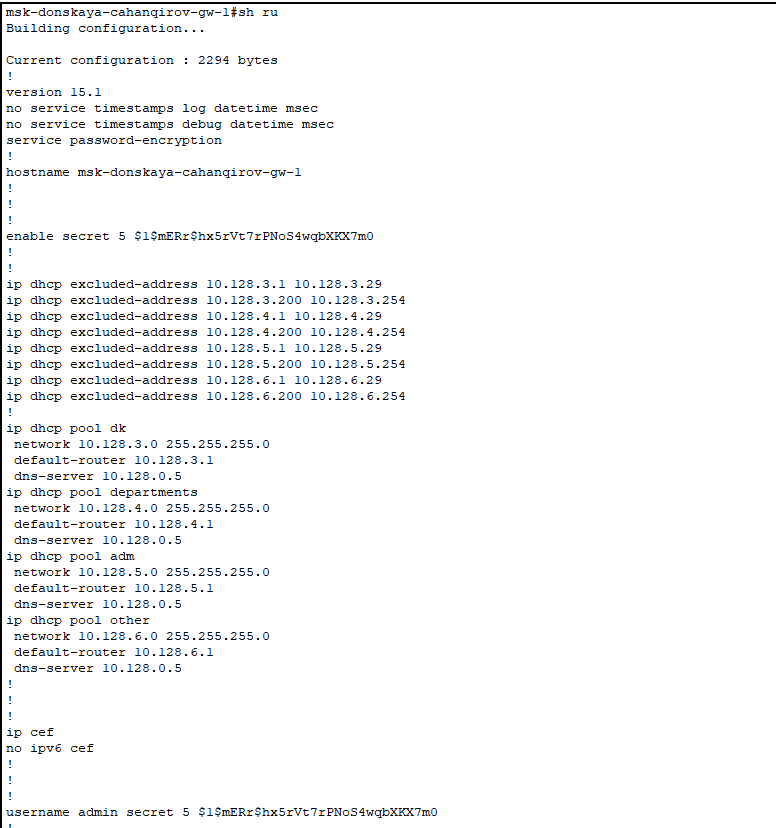 msk-donskaya-cahanqirov-gw-1#sh ru
Building configuration...
Current configuration : 2294 bytes
!
version 15.1
no service timestamps log datetime msec
no service timestamps debug datetime msec
service password-encryption
!
hostname msk-donskaya-cahanqirov-gw-1
!
!
!
enable secret 5 $1$mERr$hx5rVt7rPNoS4wqbXKX7m0
!
!
ip dhcp excluded-address 10.128.3.1 10.128.3.29
ip dhcp excluded-address 10.128.3.200 10.128.3.254
ip dhcp excluded-address 10.128.4.1 10.128.4.29
ip dhcp excluded-address 10.128.4.200 10.128.4.254
ip dhcp excluded-address 10.128.5.1 10.128.5.29
ip dhcp excluded-address 10.128.5.200 10.128.5.254
ip dhcp excluded-address 10.128.6.1 10.128.6.29
ip dhcp excluded-address 10.128.6.200 10.128.6.254
!
ip dhcp pool dk
 network 10.128.3.0 255.255.255.0
 default-router 10.128.3.1
 dns-server 10.128.0.5
ip dhcp pool departments
 network 10.128.4.0 255.255.255.0
 default-router 10.128.4.1
 dns-server 10.128.0.5
ip dhcp pool adm
 network 10.128.5.0 255.255.255.0
 default-router 10.128.5.1
 dns-server 10.128.0.5
ip dhcp pool other
 network 10.128.6.0 255.255.255.0
 default-router 10.128.6.1
 dns-server 10.128.0.5
!
!
!
ip cef
no ipv6 cef
!
!
!
username admin secret 5 $1$mERr$hx5rVt7rPNoS4wqbXKX7m0
!